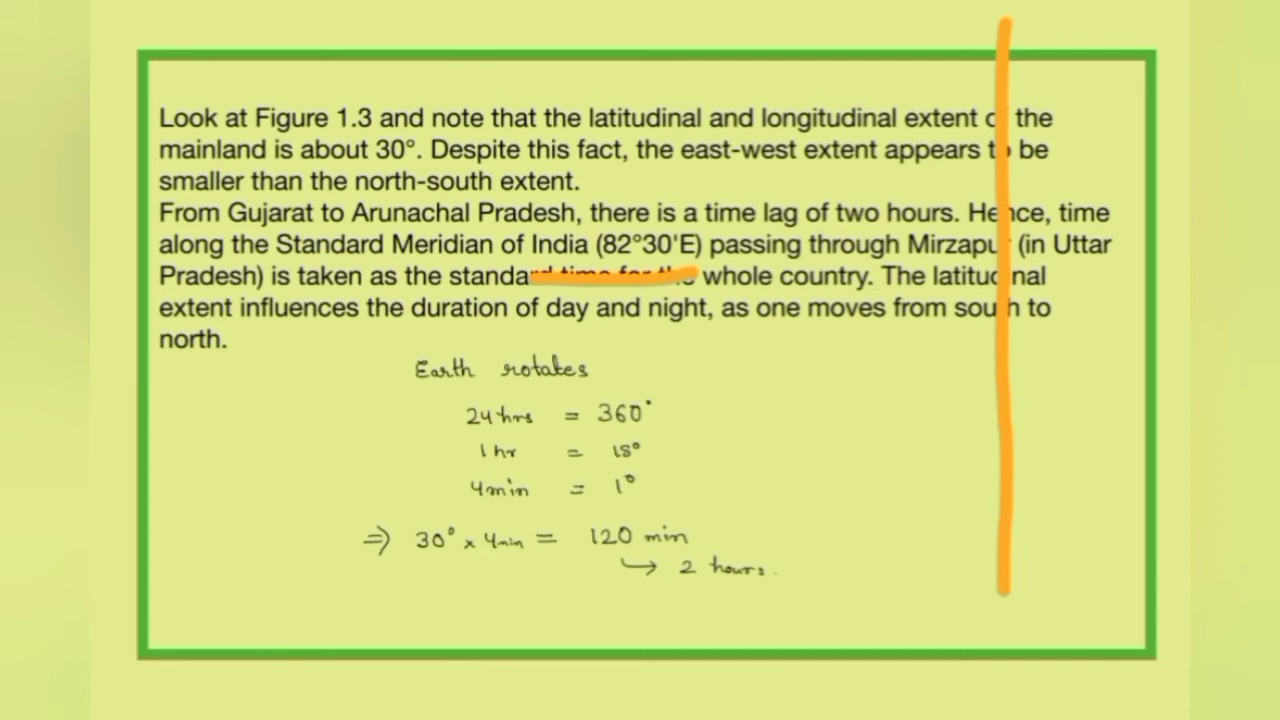 Look at Figure 1.3 and note that the latitudinal and longitudinal extent of the
mainland is about 30°. Despite this fact, the east-west extent appears to be
smaller than the north-south extent.
From Gujarat to Arunachal Pradesh, there is a time lag of two hours. Hence, time
along the Standard Meridian of India (82°30'E) passing through Mirzapur (in Uttar
Pradesh) is taken as the standard time for the whole country. The latitudinal
extent influences the duration of day and night, as one moves from south to
north.
Earth rotates
24 hrs = 360°
1 hr = 15°
4 min = 1°
⇒ 30° × 4 min = 120 min
↪ 2 hours.